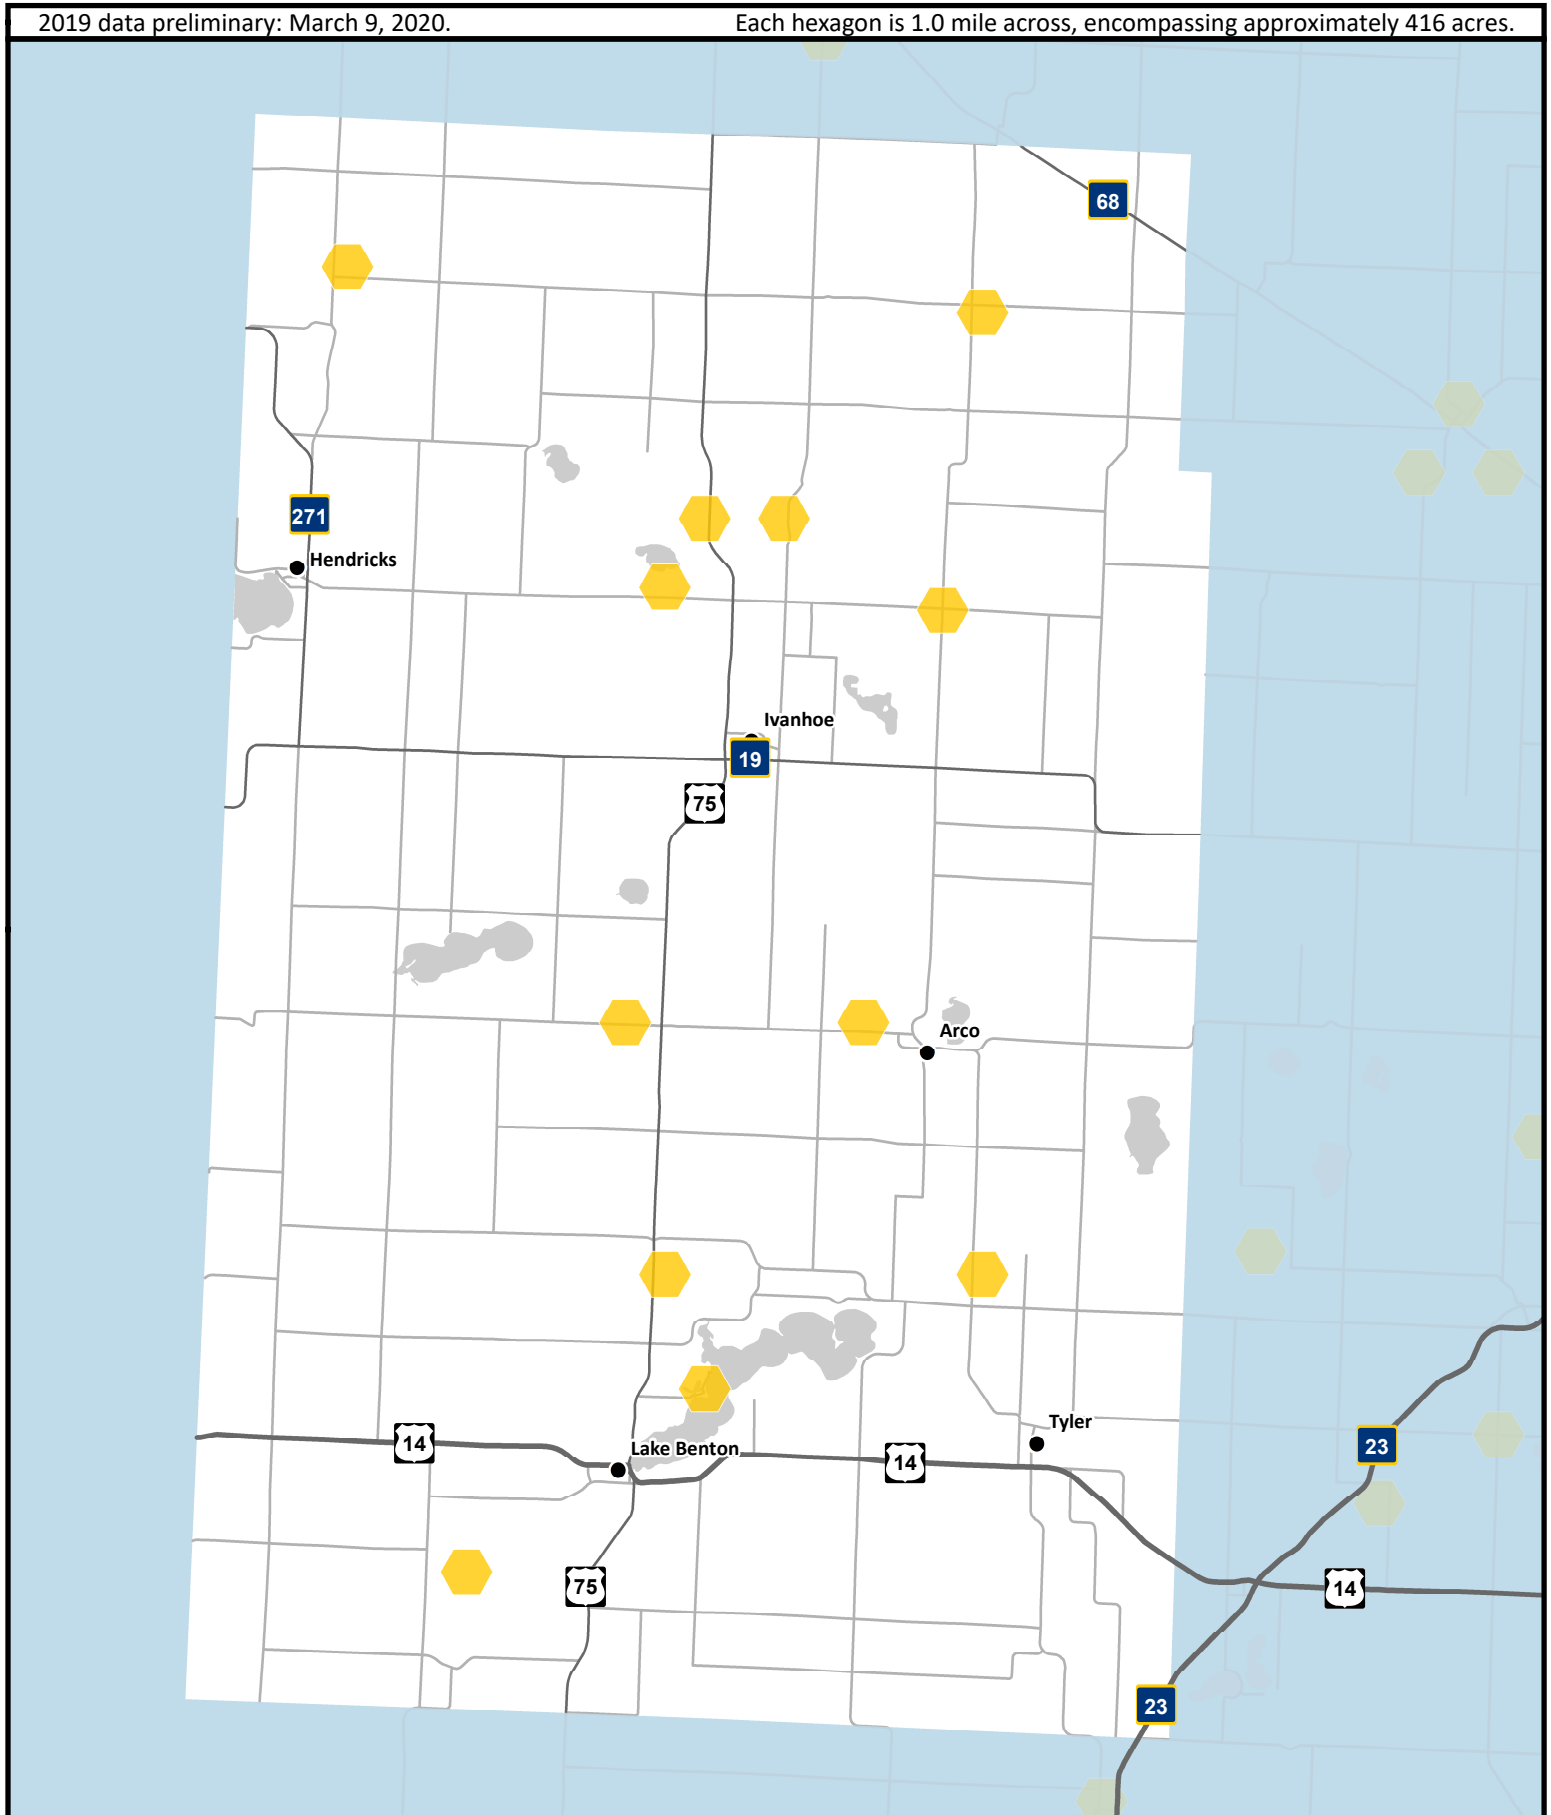 2019 data preliminary: March 9, 2020. Each hexagon is 1.0 mile across, encompassing approximately 416 acres.
68
271
Hendricks
Ivanhoe
19
75
Arco
Tyler
14
Lake Benton
14
23
75
14
23